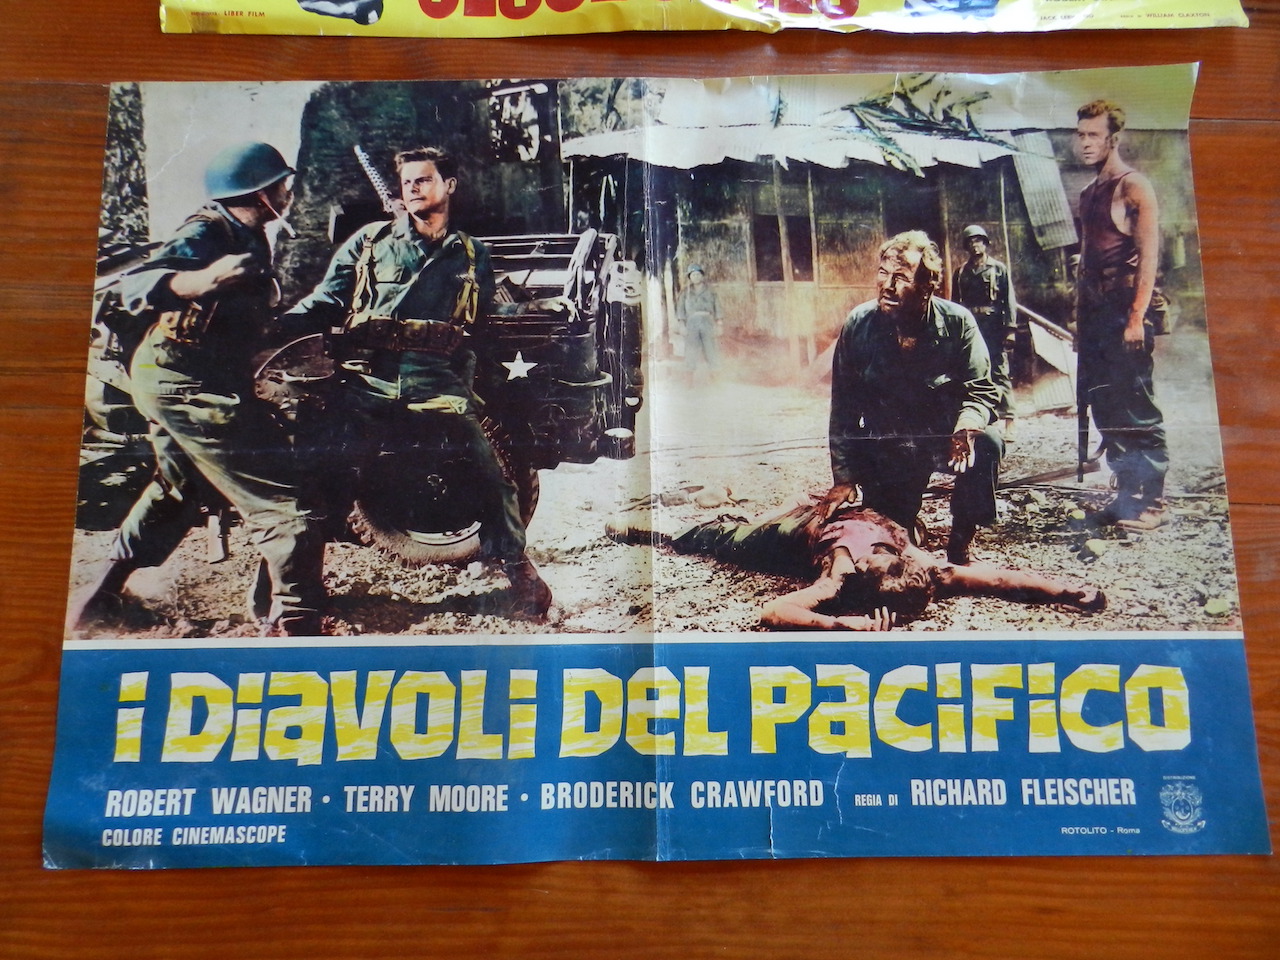 LIBER FILM
WILLIAM CLAXTON
I DIAVOLI DEL PACIFICO
ROBERT WAGNER • TERRY MOORE • BRODERICK CRAWFORD REGIA DI RICHARD FLEISCHER
COLORE CINEMASCOPE
DISTRIBUZIONE
ROTOLITO - Roma